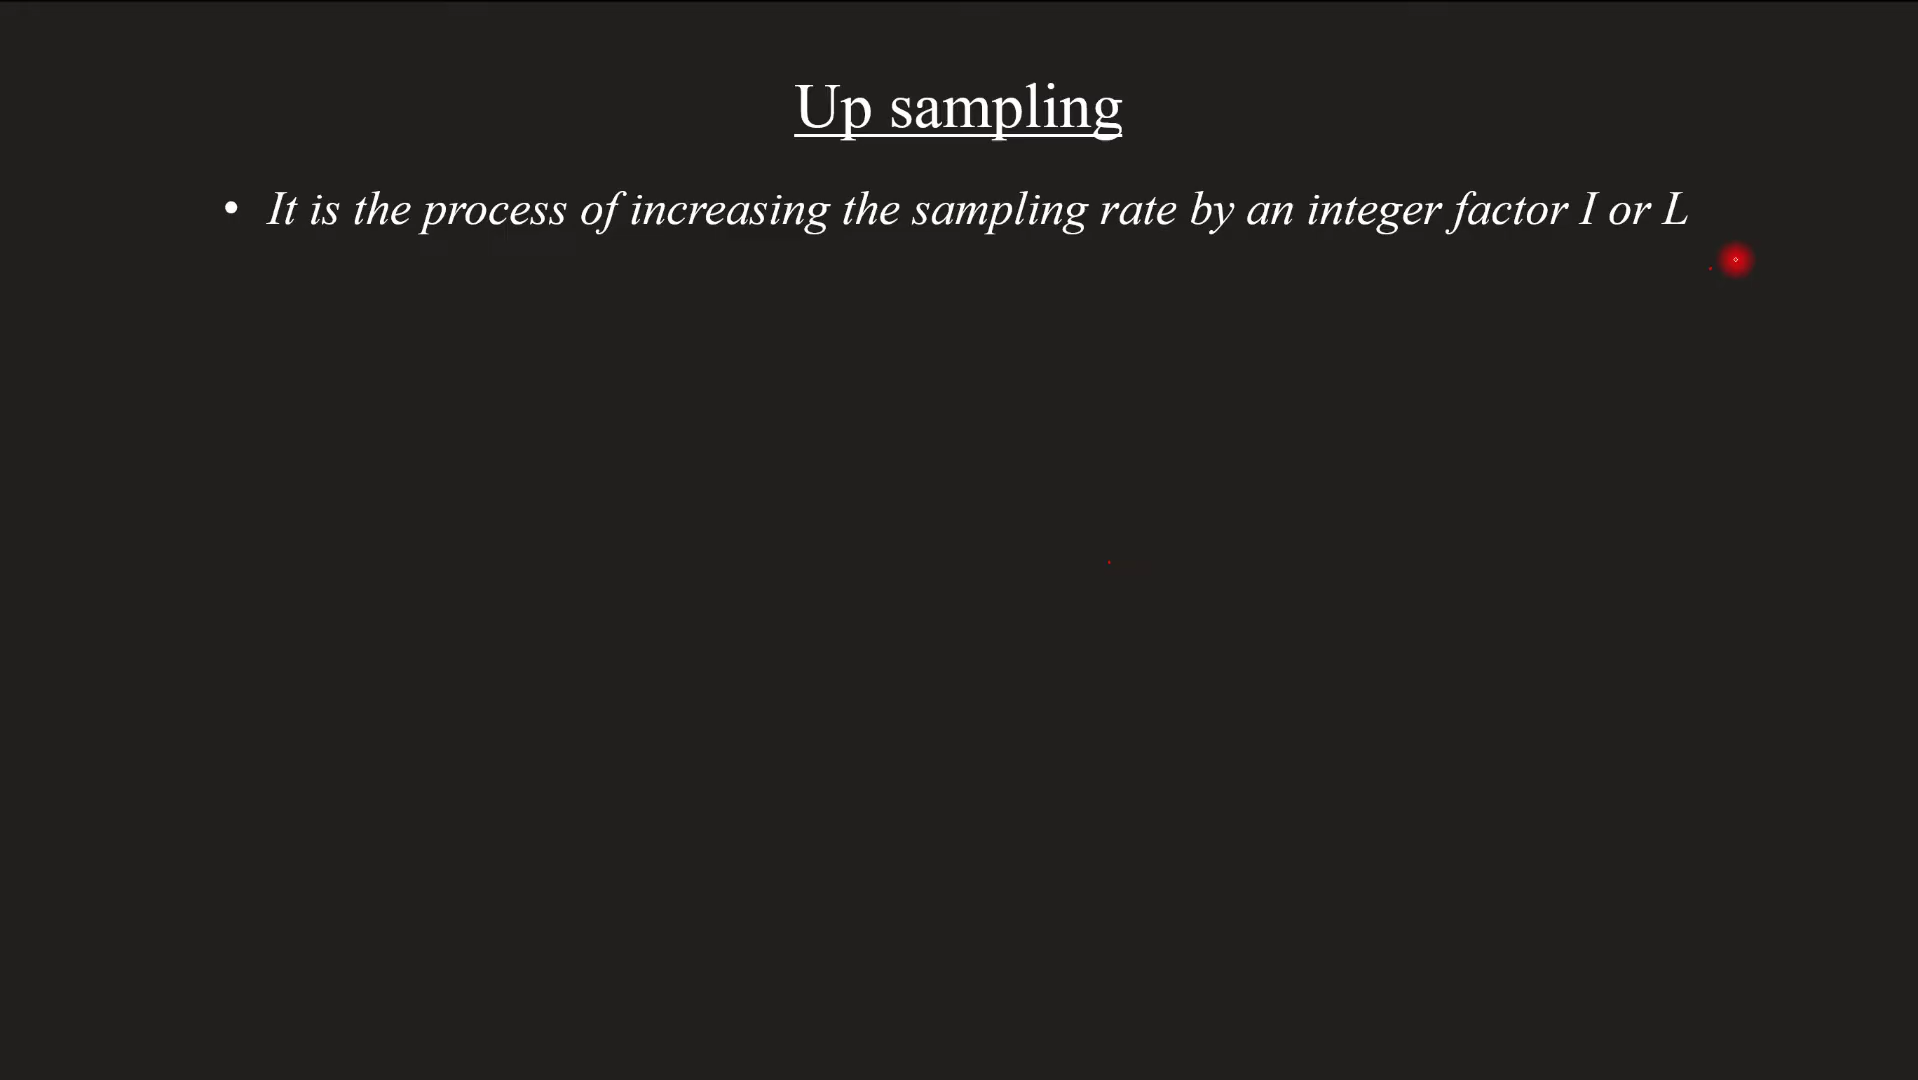 Up sampling
• It is the process of increasing the sampling rate by an integer factor I or L